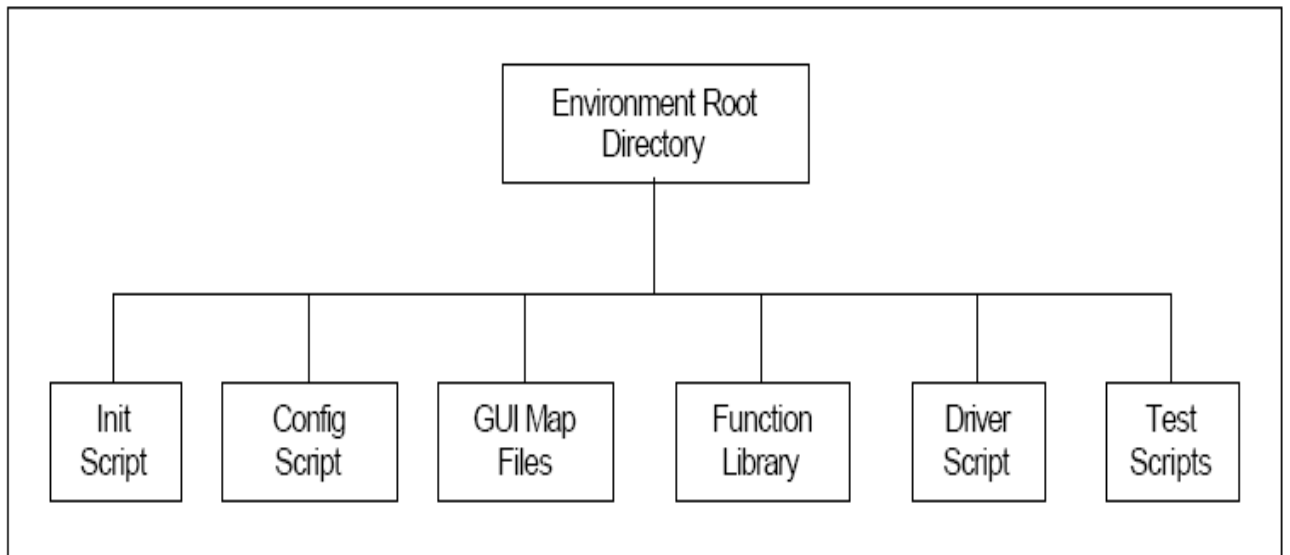 Environment Root
Directory
Init
Script
Config
Script
GUI Map
Files
Function
Library
Driver
Script
Test
Scripts